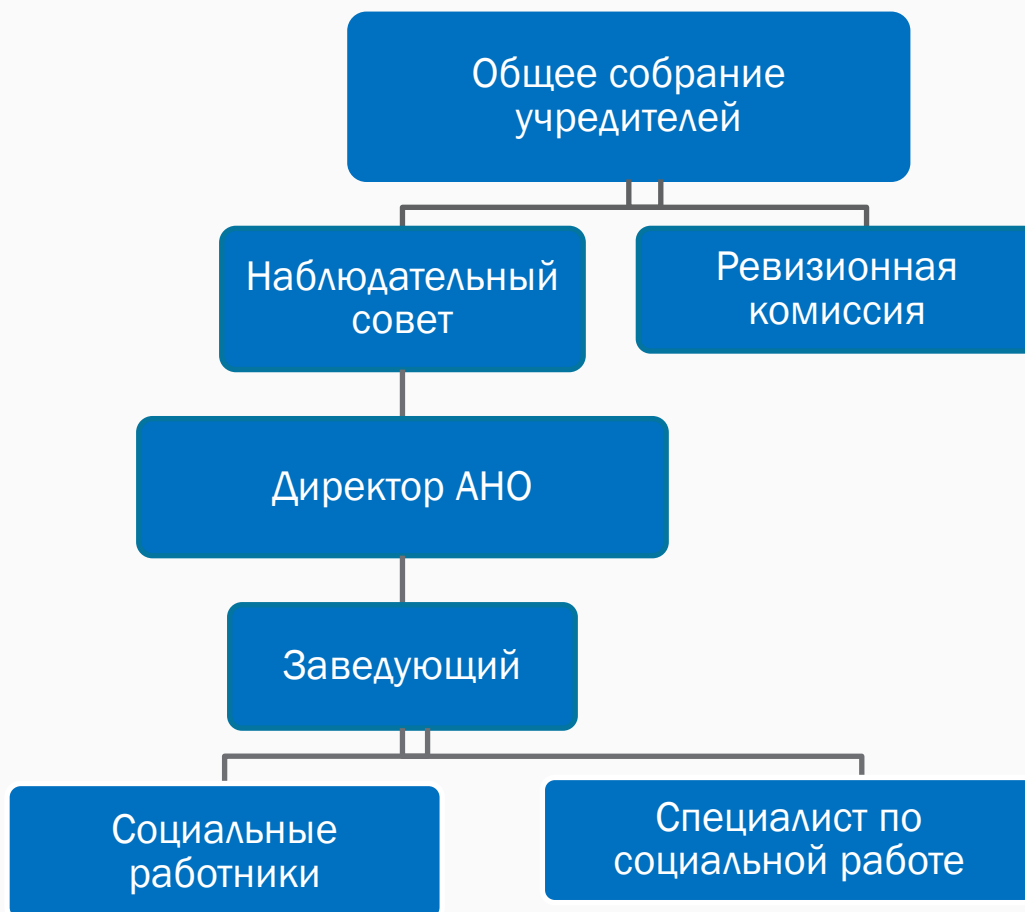 Общее собрание
учредителей
Наблюдательный
совет
Ревизионная
комиссия
Директор АНО
Заведующий
Социальные
работники
Специалист по
социальной работе